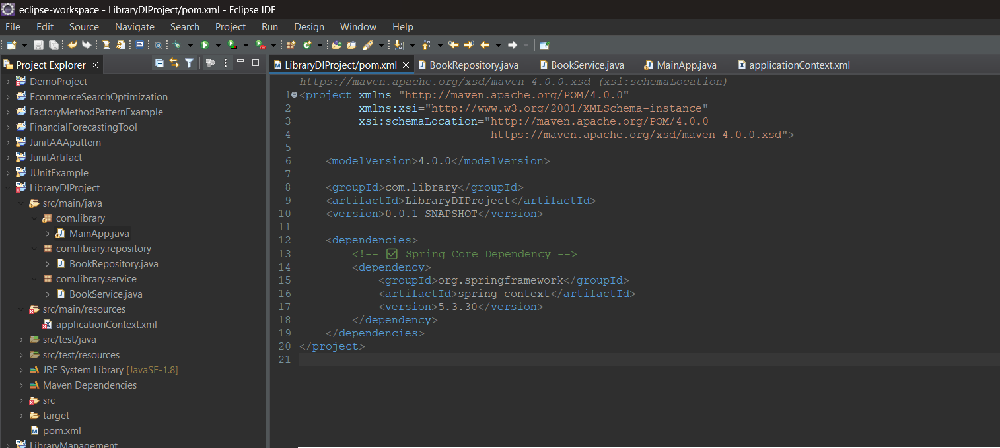 eclipse-workspace - LibraryDIProject/pom.xml - Eclipse IDE
File Edit Source Navigate Search Project Run Design Window Help
Project Explorer
LibraryDIProject/pom.xml BookRepository.java BookService.java MainApp.java applicationContext.xml
DemoProject
EcommerceSearchOptimization
FactoryMethodPatternExample
FinancialForecastingTool
JunitAAApattern
JunitArtifact
JUnitExample
LibraryDIProject
src/main/java
com.library
MainApp.java
com.library.repository
BookRepository.java
com.library.service
BookService.java
src/main/resources
applicationContext.xml
src/test/java
src/test/resources
JRE System Library [JavaSE-1.8]
Maven Dependencies
src
target
pom.xml
LibraryManagement
https://maven.apache.org/xsd/maven-4.0.0.xsd (xsi:schemaLocation)
1 <project xmlns="http://maven.apache.org/POM/4.0.0"
2 xmlns:xsi="http://www.w3.org/2001/XMLSchema-instance"
3 xsi:schemaLocation="http://maven.apache.org/POM/4.0.0
4 https://maven.apache.org/xsd/maven-4.0.0.xsd">
5
6 <modelVersion>4.0.0</modelVersion>
7
8 <groupId>com.library</groupId>
9 <artifactId>LibraryDIProject</artifactId>
10 <version>0.0.1-SNAPSHOT</version>
11
12 <dependencies>
13 <!-- ✅ Spring Core Dependency -->
14 <dependency>
15 <groupId>org.springframework</groupId>
16 <artifactId>spring-context</artifactId>
17 <version>5.3.30</version>
18 </dependency>
19 </dependencies>
20 </project>
21